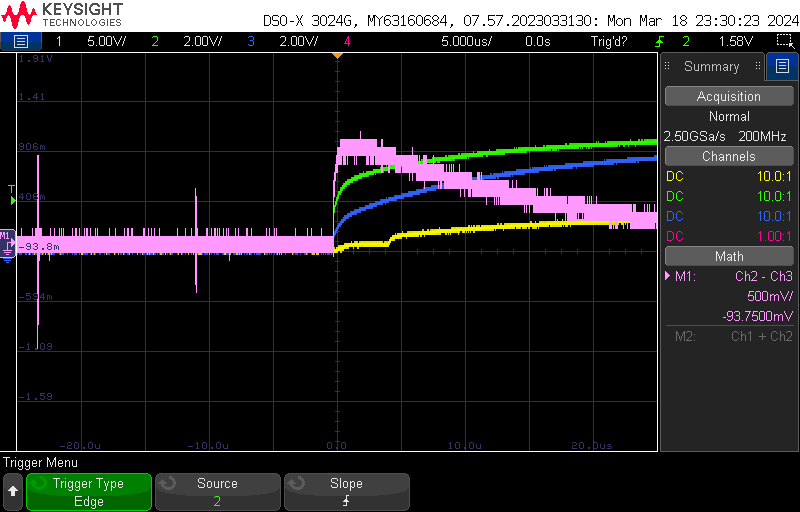 KEYSIGHT
TECHNOLOGIES
DSO-X 3024G, MY63160684, 07.57.2023033130: Mon Mar 18 23:30:23 2024
1 5.00V/ 2 2.00V/ 3 2.00V/ 4 5.000us/ 0.0s Trig'd? 2 1.58V
1.91V
1.41
906m
T
406m
M1
-93.8m
-594m
-1.09
-1.59
-20.0u -10.0u 0.0 10.0u 20.0us
Summary
Acquisition
Normal
2.50GSa/s 200MHz
Channels
DC 10.0:1
DC 10.0:1
DC 10.0:1
DC 1.00:1
Math
M1: Ch2 - Ch3
500mV/
-93.7500mV
M2: Ch1 + Ch2
Trigger Menu
Trigger Type
Edge
Source
2
Slope